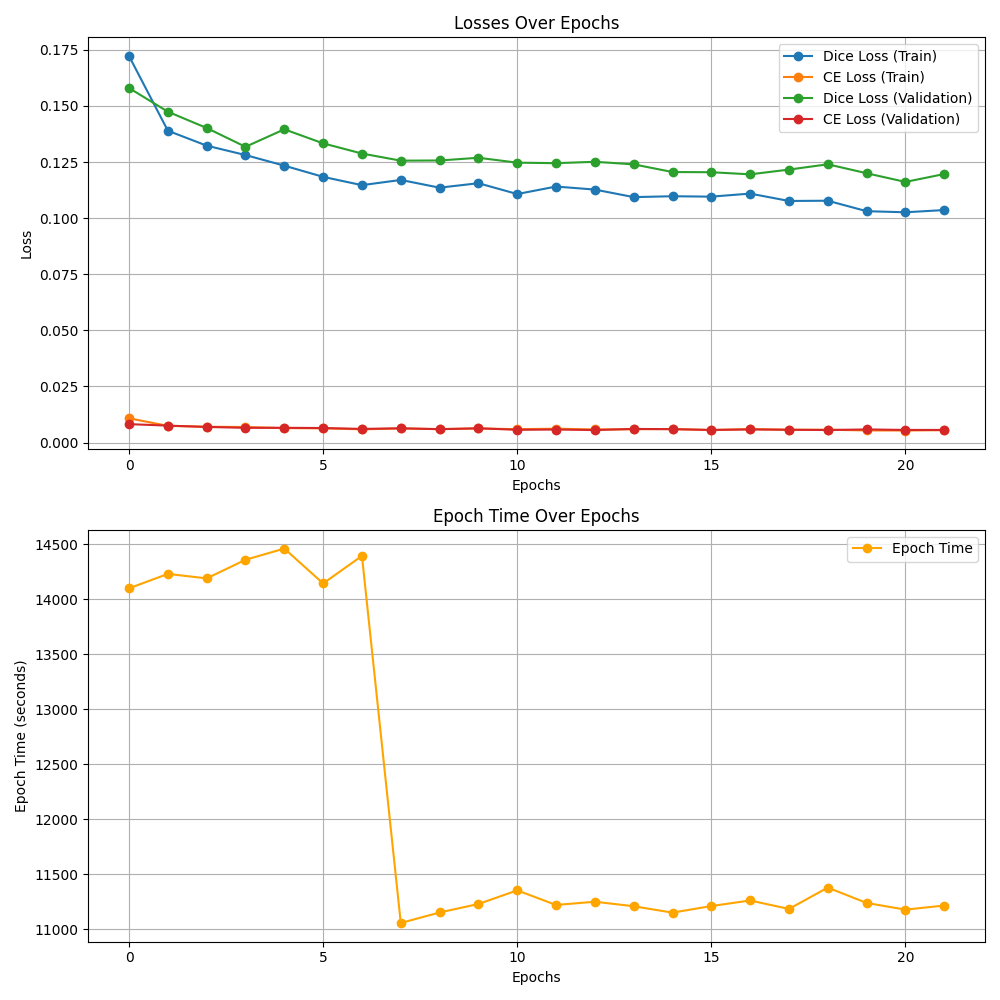 Losses Over Epochs
Loss
0.175
0.150
0.125
0.100
0.075
0.050
0.025
0.000
Dice Loss (Train)
CE Loss (Train)
Dice Loss (Validation)
CE Loss (Validation)
0 5 10 15 20
Epochs
Epoch Time Over Epochs
Epoch Time (seconds)
14500
14000
13500
13000
12500
12000
11500
11000
Epoch Time
0 5 10 15 20
Epochs